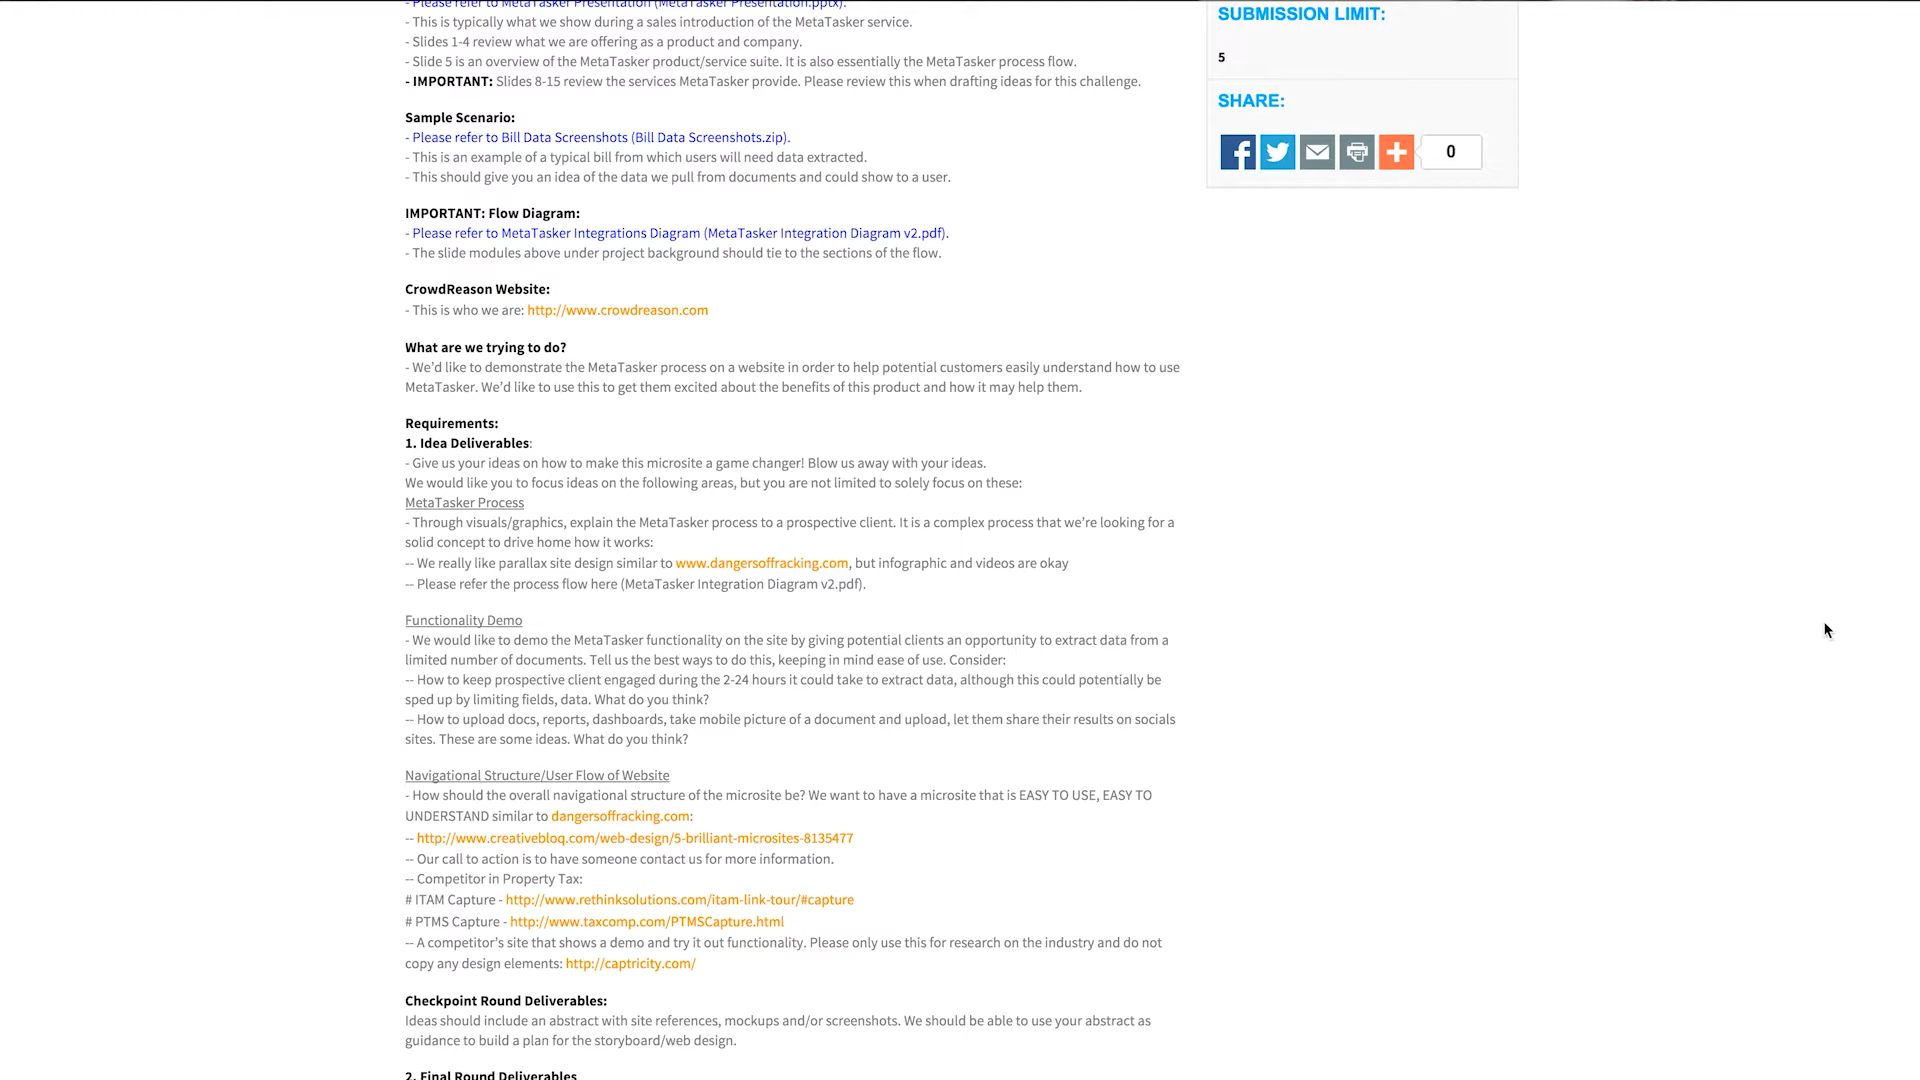 - Please refer to MetaTasker Presentation (MetaTasker Presentation.pptx).
- This is typically what we show during a sales introduction of the MetaTasker service.
- Slides 1-4 review what we are offering as a product and company.
- Slide 5 is an overview of the MetaTasker product/service suite. It is also essentially the MetaTasker process flow.
- IMPORTANT: Slides 8-15 review the services MetaTasker provide. Please review this when drafting ideas for this challenge.
Sample Scenario:
- Please refer to Bill Data Screenshots (Bill Data Screenshots.zip).
- This is an example of a typical bill from which users will need data extracted.
- This should give you an idea of the data we pull from documents and could show to a user.
IMPORTANT: Flow Diagram:
- Please refer to MetaTasker Integrations Diagram (MetaTasker Integration Diagram v2.pdf).
- The slide modules above under project background should tie to the sections of the flow.
CrowdReason Website:
- This is who we are: http://www.crowdreason.com
What are we trying to do?
- We'd like to demonstrate the MetaTasker process on a website in order to help potential customers easily understand how to use
MetaTasker. We'd like to use this to get them excited about the benefits of this product and how it may help them.
Requirements:
1. Idea Deliverables:
- Give us your ideas on how to make this microsite a game changer! Blow us away with your ideas.
We would like you to focus ideas on the following areas, but you are not limited to solely focus on these:
MetaTasker Process
- Through visuals/graphics, explain the MetaTasker process to a prospective client. It is a complex process that we're looking for a
solid concept to drive home how it works:
-- We really like parallax site design similar to www.dangersoffracking.com, but infographic and videos are okay
-- Please refer the process flow here (MetaTasker Integration Diagram v2.pdf).
Functionality Demo
- We would like to demo the MetaTasker functionality on the site by giving potential clients an opportunity to extract data from a
limited number of documents. Tell us the best ways to do this, keeping in mind ease of use. Consider:
-- How to keep prospective client engaged during the 2-24 hours it could take to extract data, although this could potentially be
sped up by limiting fields, data. What do you think?
-- How to upload docs, reports, dashboards, take mobile picture of a document and upload, let them share their results on socials
sites. These are some ideas. What do you think?
Navigational Structure/User Flow of Website
- How should the overall navigational structure of the microsite be? We want to have a microsite that is EASY TO USE, EASY TO
UNDERSTAND similar to dangersoffracking.com:
-- http://www.creativebloq.com/web-design/5-brilliant-microsites-8135477
-- Our call to action is to have someone contact us for more information.
-- Competitor in Property Tax:
# ITAM Capture - http://www.rethinksolutions.com/itam-link-tour/#capture
# PTMS Capture - http://www.taxcomp.com/PTMSCapture.html
-- A competitor's site that shows a demo and try it out functionality. Please only use this for research on the industry and do not
copy any design elements: http://captricity.com/
Checkpoint Round Deliverables:
Ideas should include an abstract with site references, mockups and/or screenshots. We should be able to use your abstract as
guidance to build a plan for the storyboard/web design.
2. Final Round Deliverables
SUBMISSION LIMIT:
5
SHARE:
0